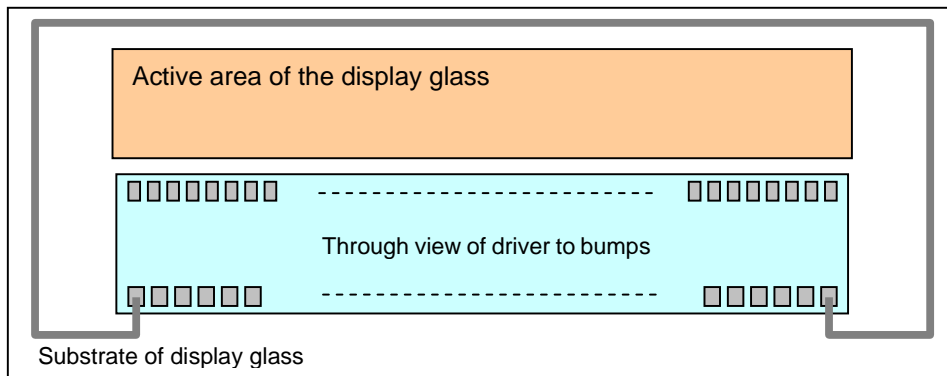 Active area of the display glass
Through view of driver to bumps
Substrate of display glass